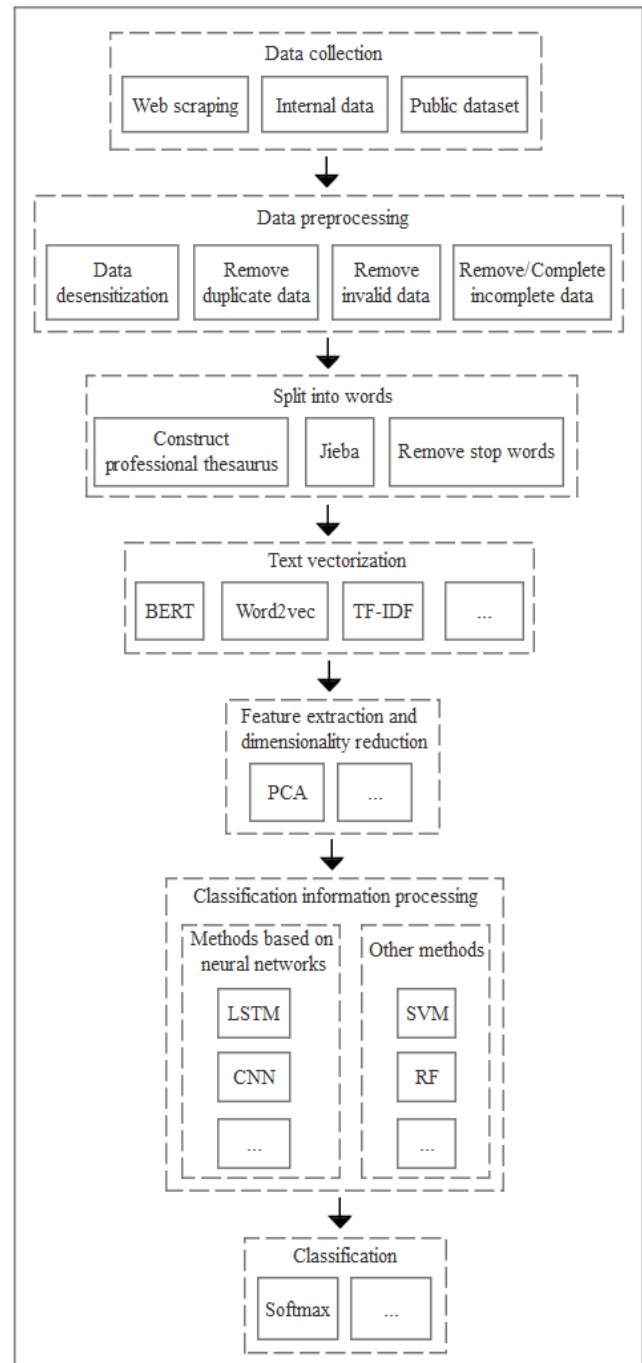 Data collection
Web scraping
Internal data
Public dataset
Data preprocessing
Data
desensitization
Remove
duplicate data
Remove
invalid data
Remove/Complete
incomplete data
Split into words
Construct
professional thesaurus
Jieba
Remove stop words
Text vectorization
BERT
Word2vec
TF-IDF
...
Feature extraction and
dimensionality reduction
PCA
...
Classification information processing
Methods based on
neural networks
LSTM
CNN
...
Other methods
SVM
RF
...
Classification
Softmax
...